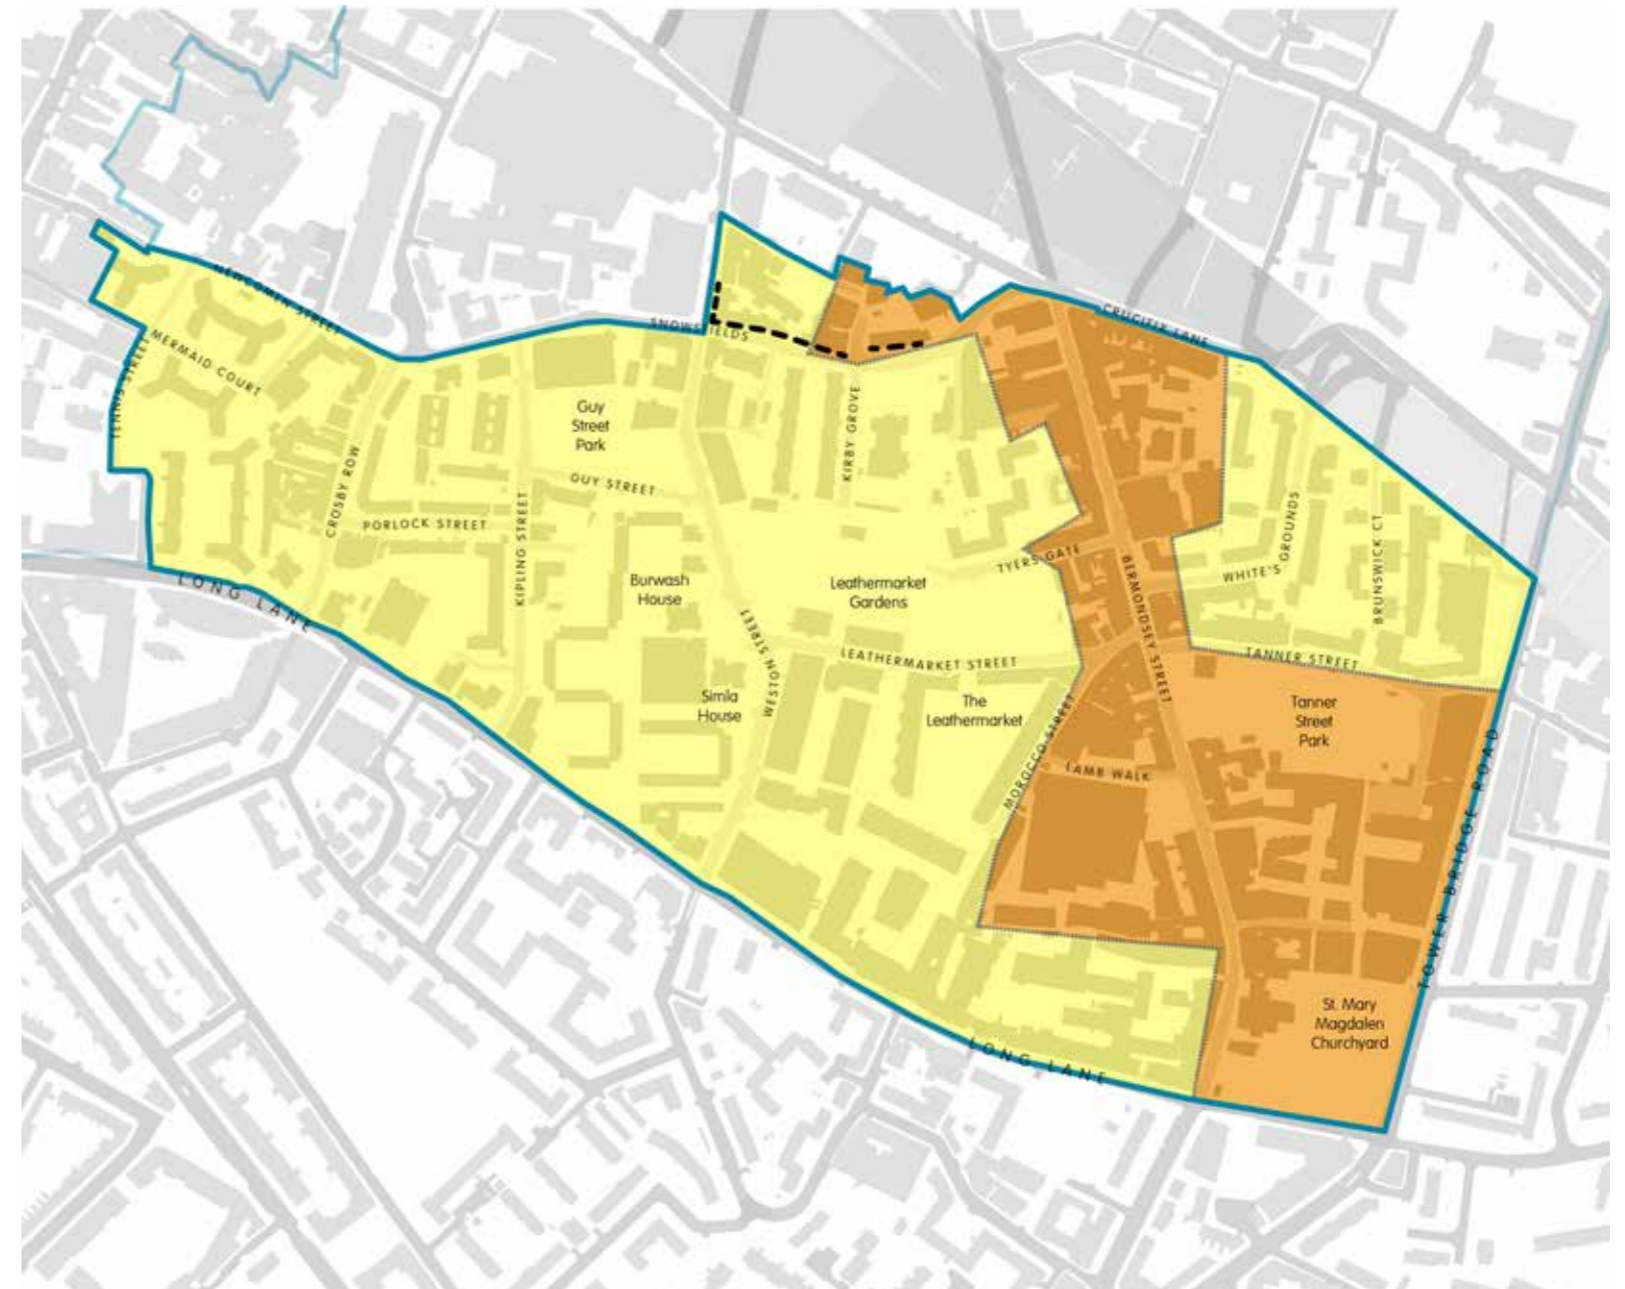 CRUCIFIX LANE
NEWCOMEN STREET
SNOWSFIELDS
MERMAID COURT
TENNIS STREET
Guy
Street
Park
KIRBY GROVE
GUY STREET
CROSBY ROW
PORLOCK STREET
KIPLING STREET
WHITE'S GROUNDS
BRUNSWICK CT
TYERS GATE
BERMONDSEY STREET
Burwash
House
Leathermarket
Gardens
LONG LANE
WESTON STREET
LEATHERMARKET STREET
TANNER STREET
Simla
House
The
Leathermarket
Tanner
Street
Park
MOROCCO STREET
LAMB WALK
TOWER BRIDGE ROAD
St. Mary
Magdalen
Churchyard
LONG LANE